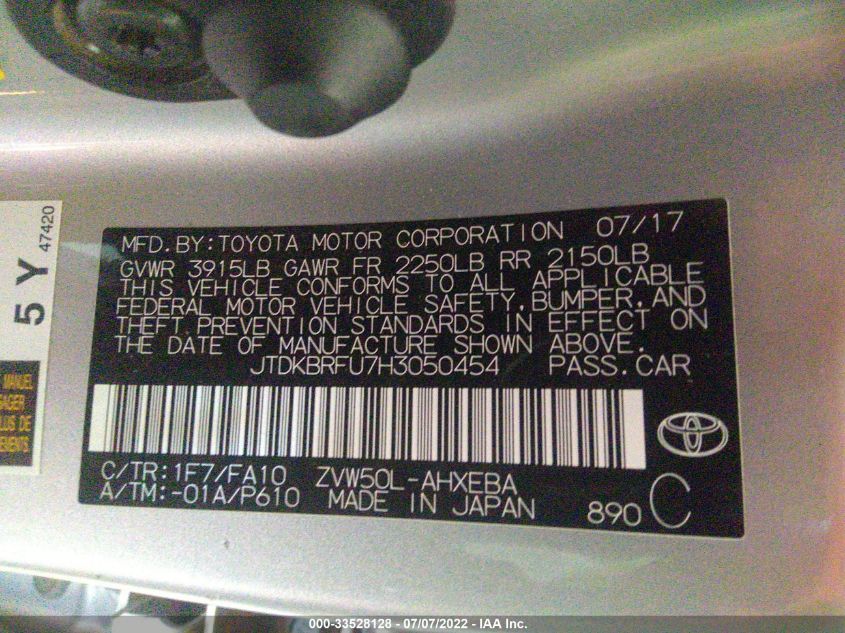 MFD.BY:TOYOTA MOTOR CORPORATION 07/17
GVWR 3915LB GAWR FR 2250LB RR 2150LB
THIS VEHICLE CONFORMS TO ALL APPLICABLE
FEDERAL MOTOR VEHICLE SAFETY,BUMPER,AND
THEFT PREVENTION STANDARDS IN EFFECT ON
THE DATE OF MANUFACTURE SHOWN ABOVE.
JTDKBRFU7H3050454 PASS.CAR
C/TR:1F7/FA10 ZVW50L-AHXEBA
A/TM:-01A/P610 MADE IN JAPAN 890 C
5 Y
47420
MANUEL
LUS DE
000-33528128 - 07/07/2022 - IAA Inc.